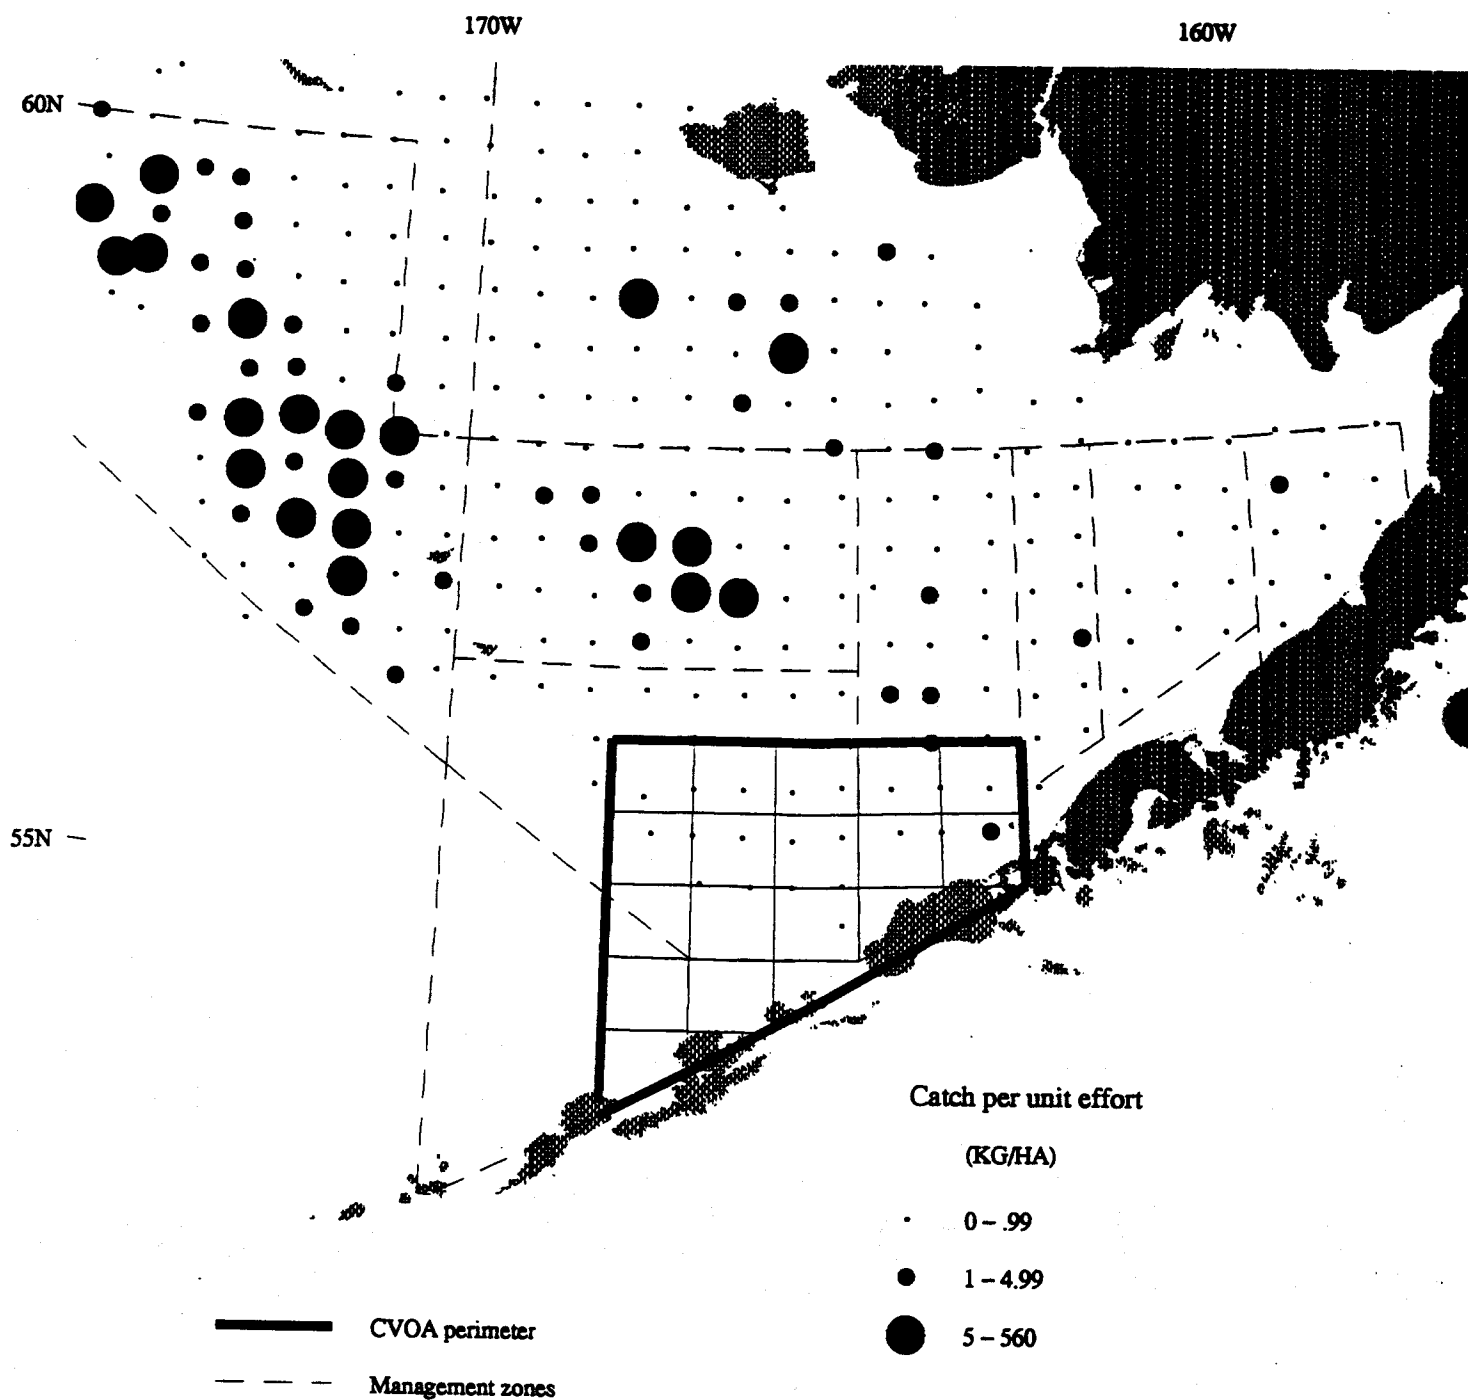 170W
160W
60N
55N
Catch per unit effort
(KG/HA)
0 – .99
1 – 4.99
5 – 560
CVOA perimeter
Management zones